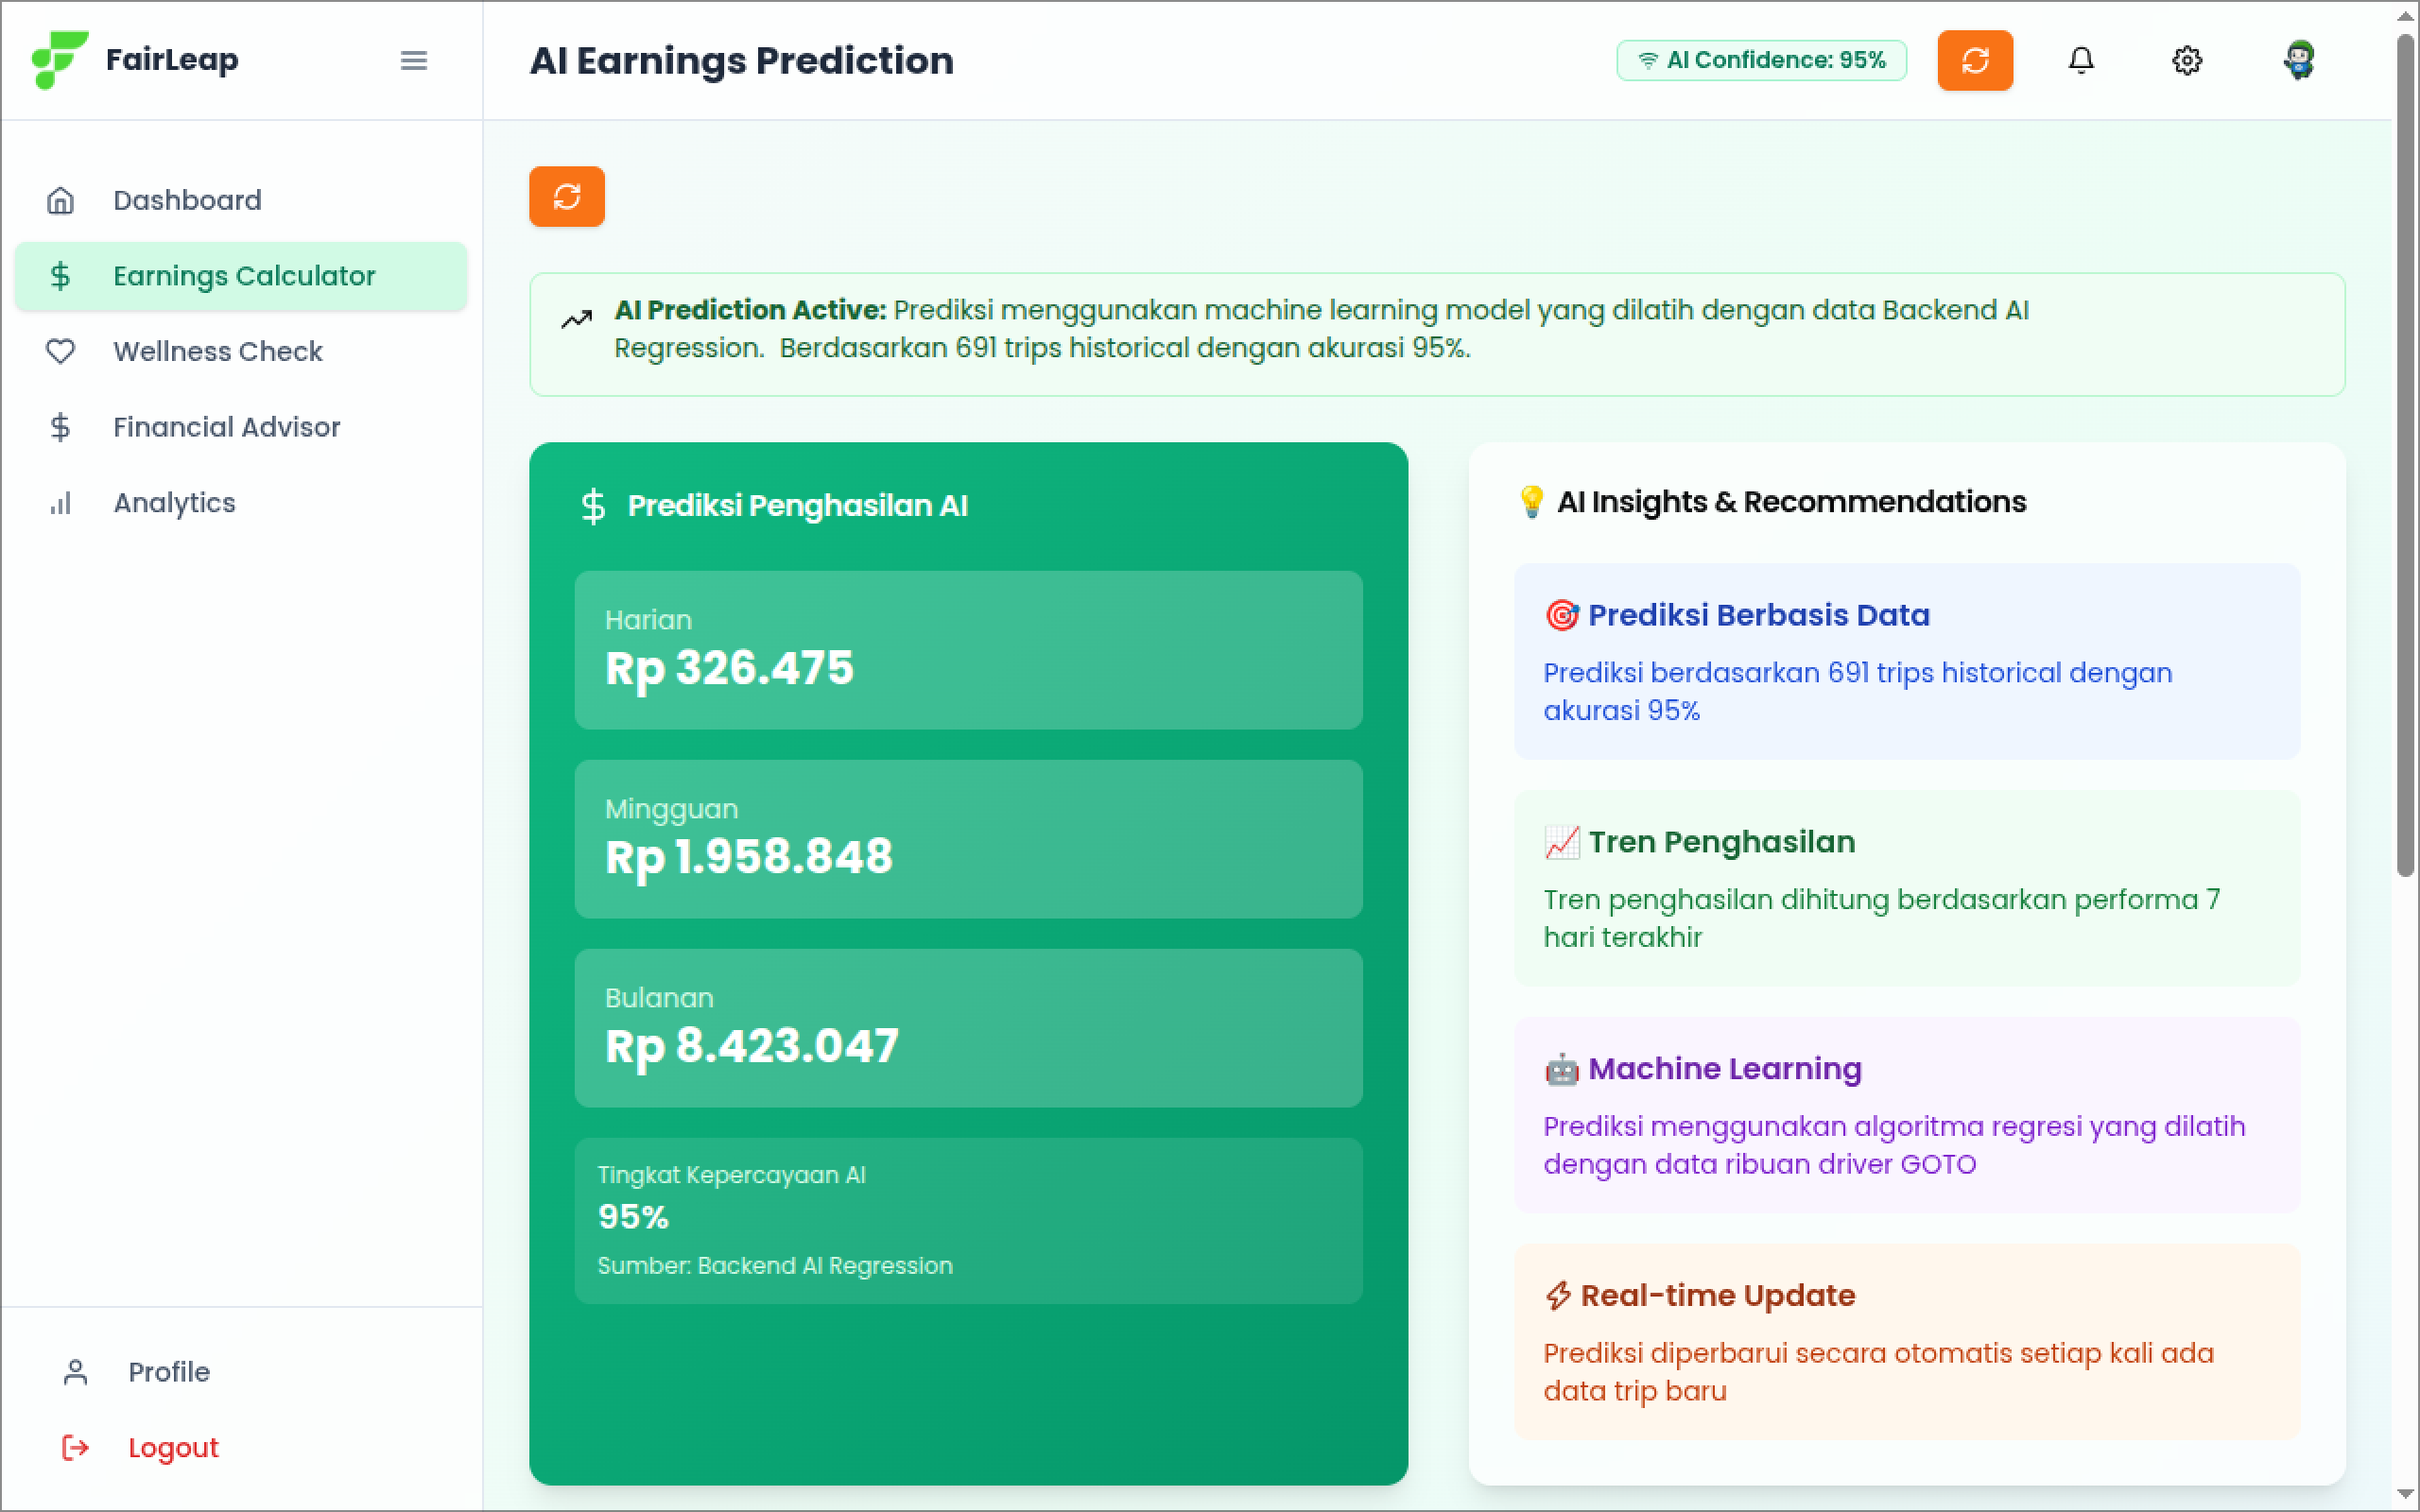 FairLeap
AI Earnings Prediction
AI Confidence: 95%
Dashboard
Earnings Calculator
Wellness Check
Financial Advisor
Analytics
Profile
Logout
AI Prediction Active: Prediksi menggunakan machine learning model yang dilatih dengan data Backend AI
Regression. Berdasarkan 691 trips historical dengan akurasi 95%.
Prediksi Penghasilan AI
Harian
Rp 326.475
Mingguan
Rp 1.958.848
Bulanan
Rp 8.423.047
Tingkat Kepercayaan AI
95%
Sumber: Backend AI Regression
AI Insights & Recommendations
Prediksi Berbasis Data
Prediksi berdasarkan 691 trips historical dengan
akurasi 95%
Tren Penghasilan
Tren penghasilan dihitung berdasarkan performa 7
hari terakhir
Machine Learning
Prediksi menggunakan algoritma regresi yang dilatih
dengan data ribuan driver GOTO
Real-time Update
Prediksi diperbarui secara otomatis setiap kali ada
data trip baru